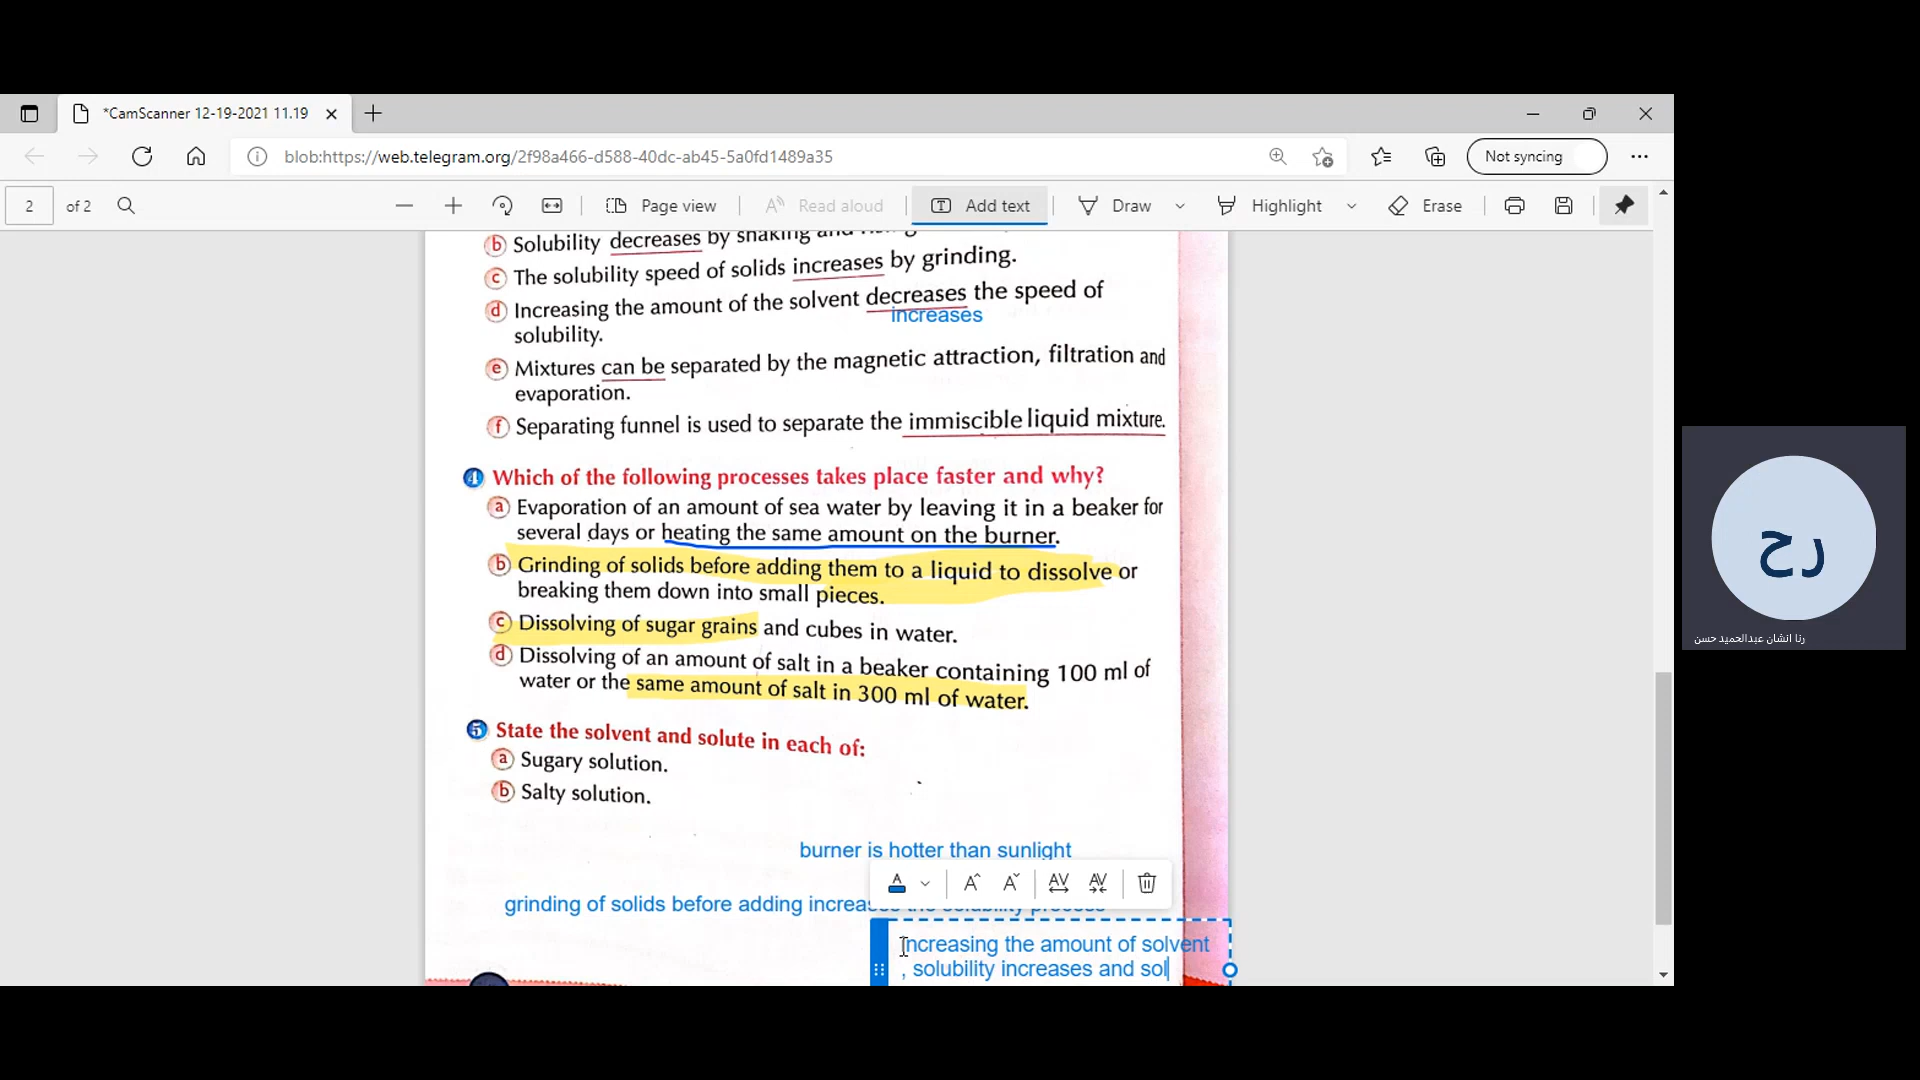 *CamScanner 12-19-2021 11.19
blob:https://web.telegram.org/2f98a466-d588-40dc-ab45-5a0fd1489a35
Not syncing
2 of 2
Page view
Read aloud
Add text
Draw
Highlight
Erase
b Solubility decreases by shaking and
c The solubility speed of solids increases by grinding.
d Increasing the amount of the solvent decreases the speed of
increases
solubility.
e Mixtures can be separated by the magnetic attraction, filtration and
evaporation.
f Separating funnel is used to separate the immiscible liquid mixture.
4 Which of the following processes takes place faster and why?
a Evaporation of an amount of sea water by leaving it in a beaker for
several days or heating the same amount on the burner.
b Grinding of solids before adding them to a liquid to dissolve or
breaking them down into small pieces.
c Dissolving of sugar grains and cubes in water.
d Dissolving of an amount of salt in a beaker containing 100 ml of
water or the same amount of salt in 300 ml of water.
5 State the solvent and solute in each of:
a Sugary solution.
b Salty solution.
burner is hotter than sunlight
grinding of solids before adding increases the solubility process
increasing the amount of solvent
, solubility increases and sol
رح
رنا انشان عبدالحميد حسن